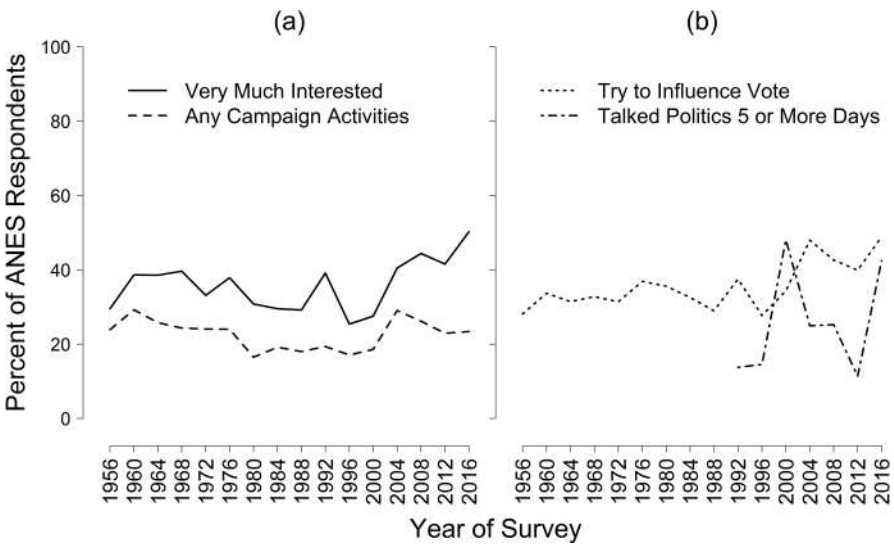 (a)
(b)
Percent of ANES Respondents
100
80
60
40
20
0
Very Much Interested
Any Campaign Activities
Try to Influence Vote
Talked Politics 5 or More Days
1956 1960 1964 1968 1972 1976 1980 1984 1988 1992 1996 2000 2004 2008 2012 2016
1956 1960 1964 1968 1972 1976 1980 1984 1988 1992 1996 2000 2004 2008 2012 2016
Year of Survey